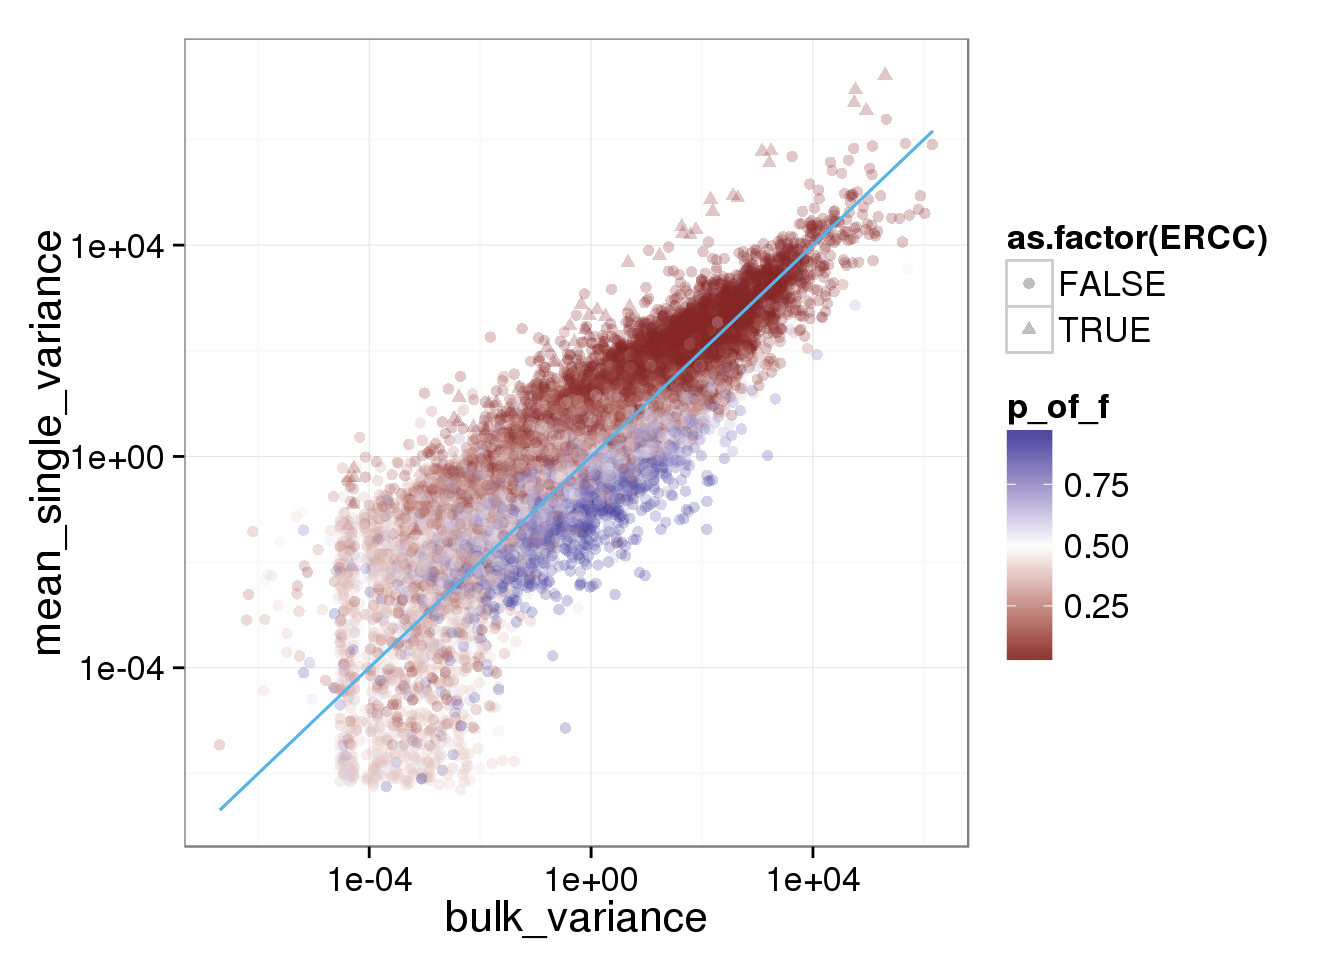 mean_single_variance
1e+04
1e+00
1e-04
1e-04 1e+00 1e+04
bulk_variance
as.factor(ERCC)
FALSE
TRUE
p_of_f
0.75
0.50
0.25